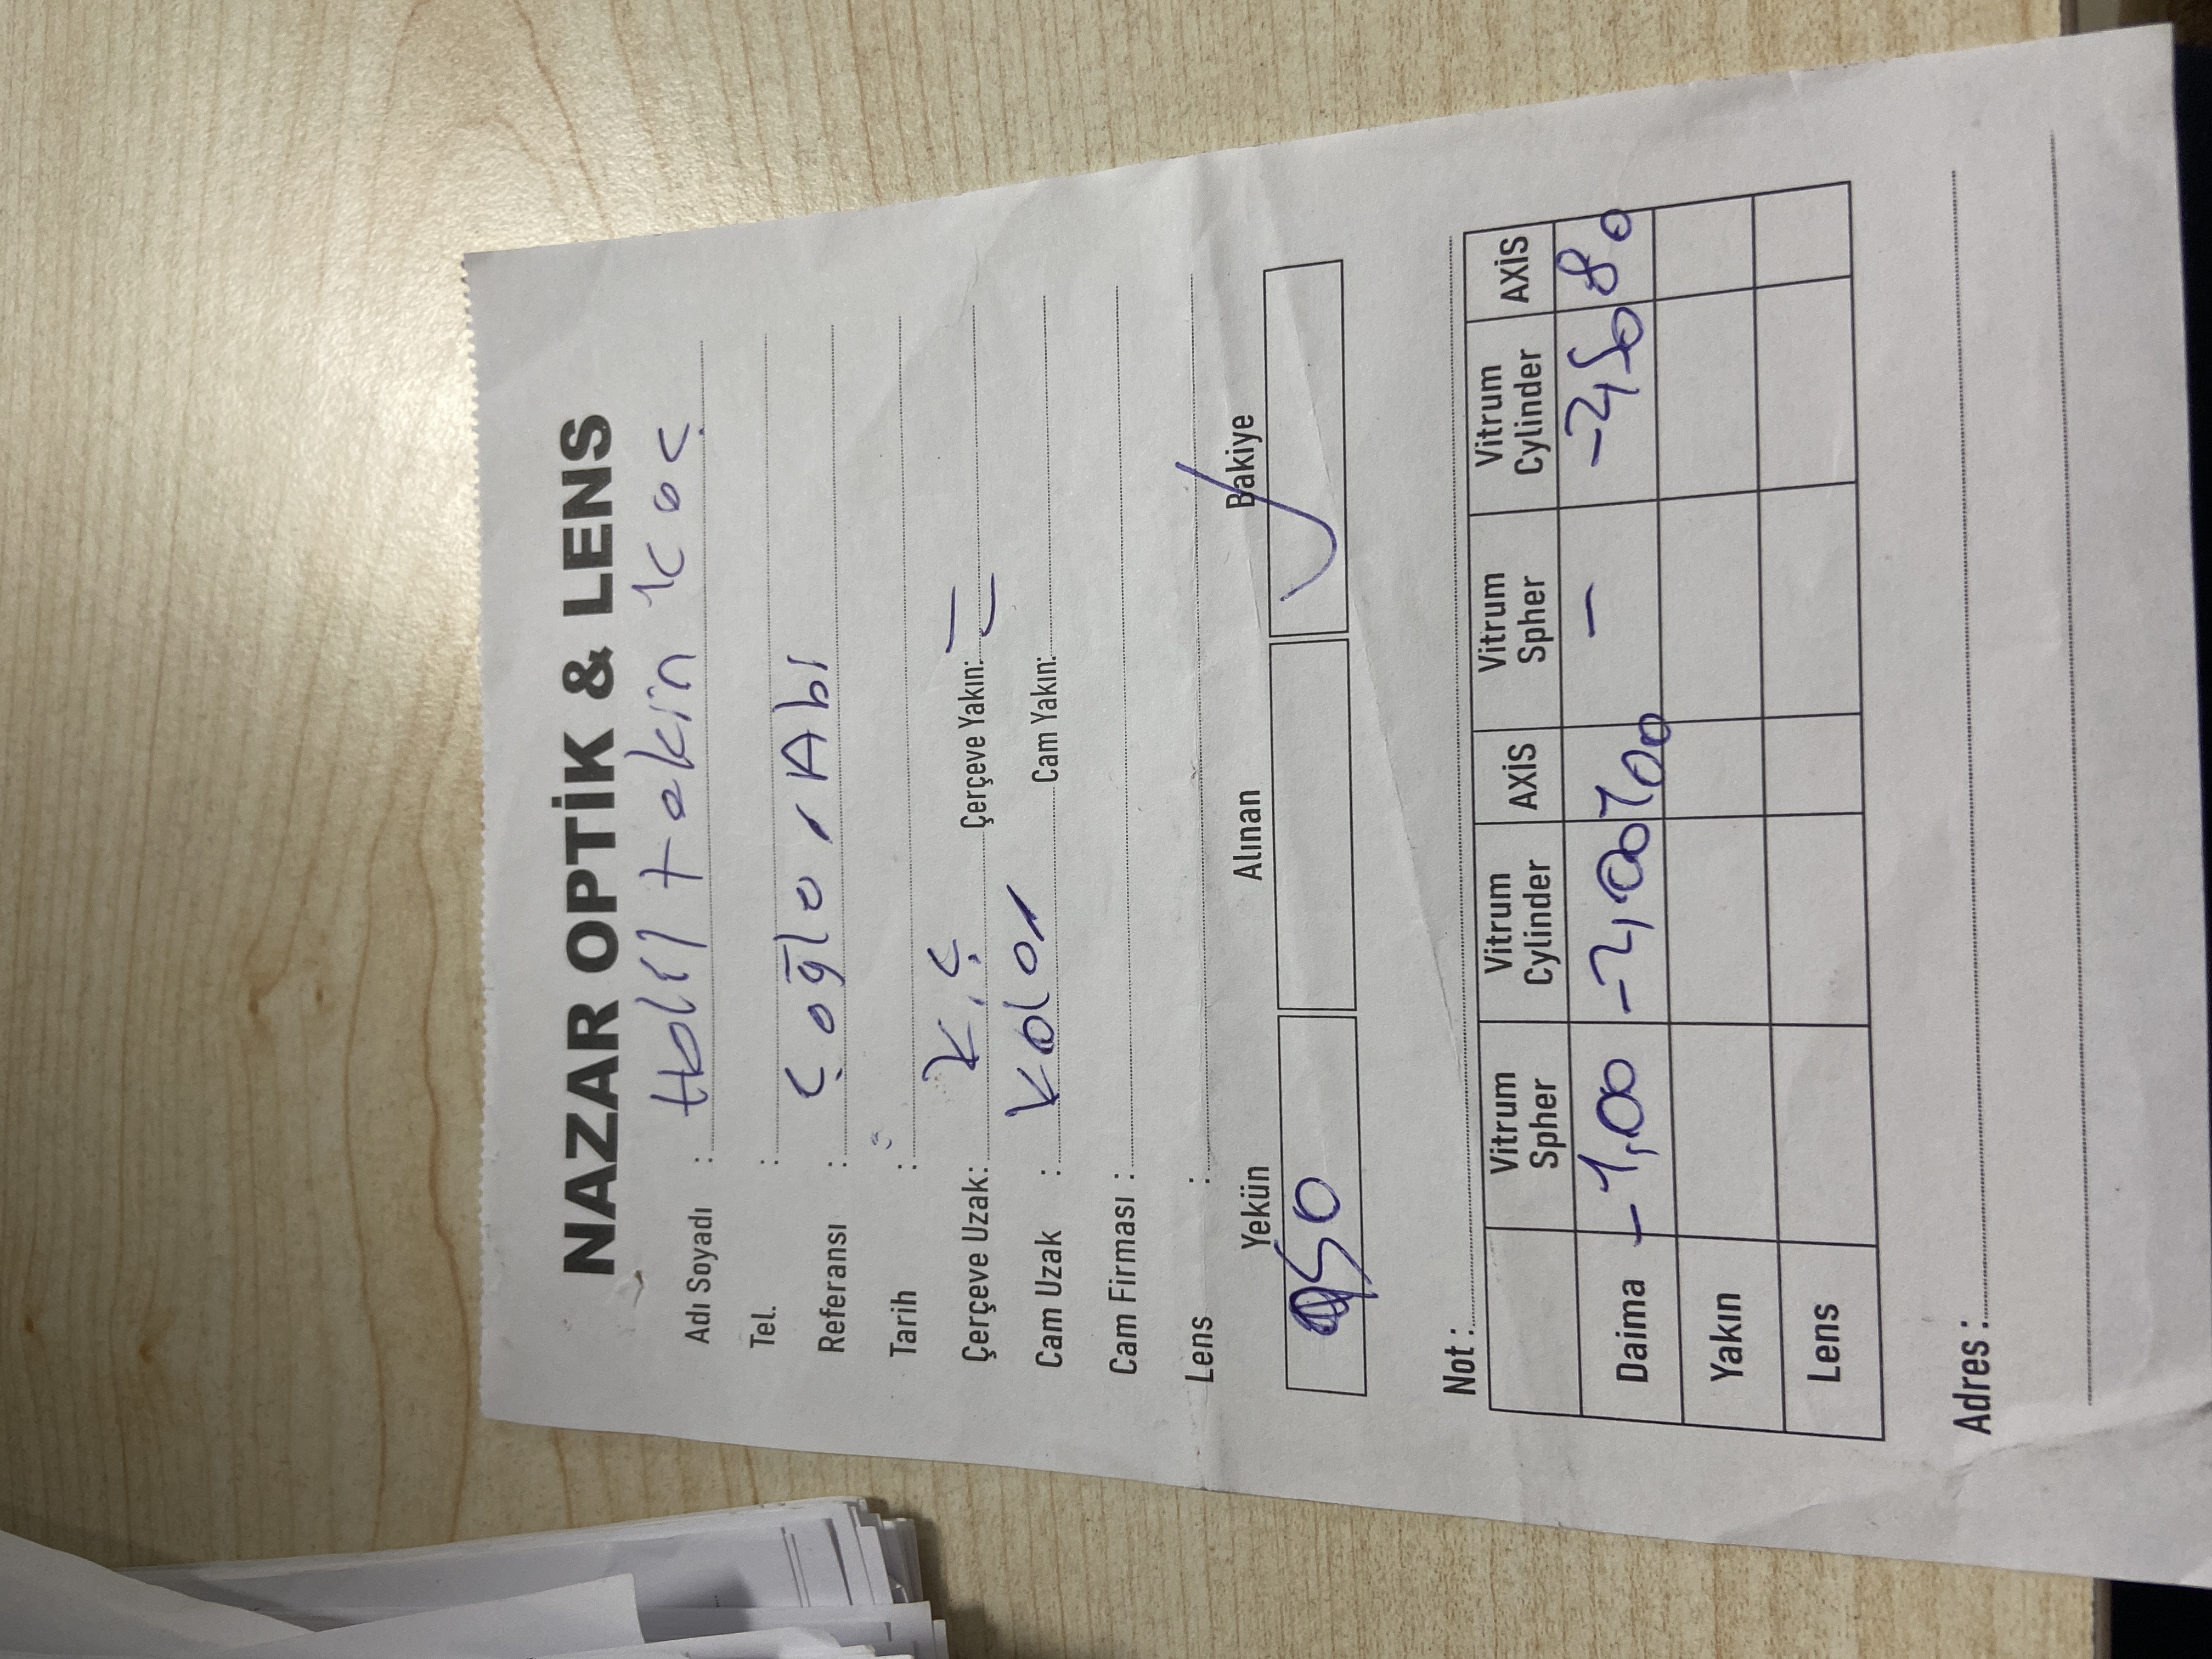 NAZAR OPTİK & LENS
Adı Soyadı : Halil tekin Koç
Tel. :
Referansı : Çağlar Abi
Tarih :
Çerçeve Uzak: K.Ç Çerçeve Yakın:
Cam Uzak : Kolor Cam Yakın:
Cam Firması :
Lens :
Yekün Alınan Bakiye
950 ✓
Not :
Vitrum Spher Vitrum Cylinder AXİS Vitrum Spher Vitrum Cylinder AXİS
Daima -1,00 -2,00 100 - -2,50 80
Yakın
Lens
Adres :